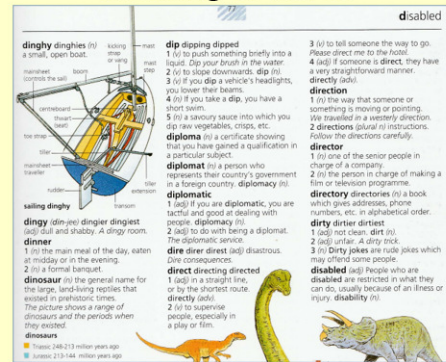 77
disabled
dinghy dinghies (n)
a small, open boat.
kicking
strap
or vang
mast
mainsheet
(controls the sail)
boom
mast
step
centreboard
thwart
(seat)
toe strap
tiller
mainsheet
traveller
rudder
tiller
extension
transom
sailing dinghy
dingy (din-jee) dingier dingiest
(adj) dull and shabby. A dingy room.
dinner
1 (n) the main meal of the day, eaten
at midday or in the evening.
2 (n) a formal banquet.
dinosaur (n) the general name for
the large, land-living reptiles that
existed in prehistoric times.
The picture shows a range of
dinosaurs and the periods when
they existed.
dinosaurs
Triassic 248-213 million years ago
Jurassic 213-144 million years ago
dip dipping dipped
1 (v) to push something briefly into a
liquid. Dip your brush in the water.
2 (v) to slope downwards. dip (n).
3 (v) If you dip a vehicle's headlights,
you lower their beams.
4 (n) If you take a dip, you have a
short swim.
5 (n) a savoury sauce into which you
dip raw vegetables, crisps, etc.
diploma (n) a certificate showing
that you have gained a qualification in
a particular subject.
diplomat (n) a person who
represents their country's government
in a foreign country. diplomacy (n).
diplomatic
1 (adj) If you are diplomatic, you are
tactful and good at dealing with
people. diplomacy (n).
2 (adj) to do with being a diplomat.
The diplomatic service.
dire direr direst (adj) disastrous.
Dire consequences.
direct directing directed
1 (adj) in a straight line,
or by the shortest route.
directly (adv).
2 (v) to supervise
people, especially in
a play or film.
3 (v) to tell someone the way to go.
Please direct me to the hotel.
4 (adj) If someone is direct, they have
a very straightforward manner.
directly (adv).
direction
1 (n) the way that someone or
something is moving or pointing.
We travelled in a westerly direction.
2 directions (plural n) instructions.
Follow the directions carefully.
director
1 (n) one of the senior people in
charge of a company.
2 (n) the person in charge of making a
film or television programme.
directory directories (n) a book
which gives addresses, phone
numbers, etc. in alphabetical order.
dirty dirtier dirtiest
1 (adj) not clean. dirt (n).
2 (adj) unfair. A dirty trick.
3 (n) Dirty jokes are rude jokes which
may offend some people.
disabled (adj) People who are
disabled are restricted in what they
can do, usually because of an illness or
injury. disability (n).